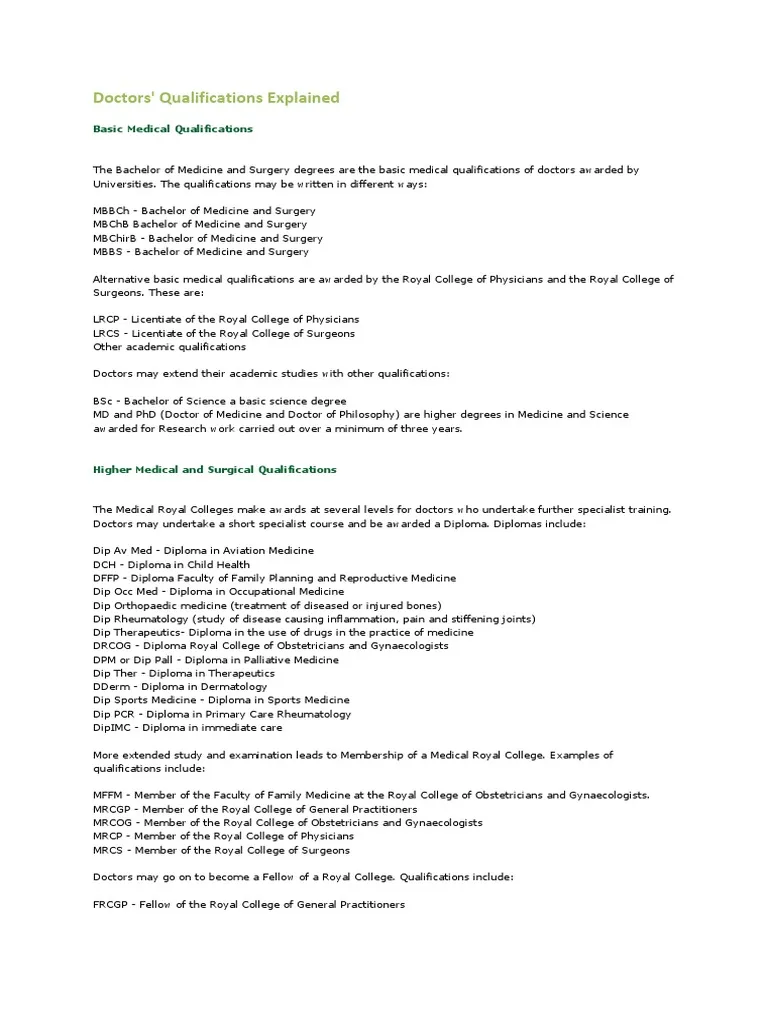 Doctors' Qualifications Explained
Basic Medical Qualifications
The Bachelor of Medicine and Surgery degrees are the basic medical qualifications of doctors awarded by
Universities. The qualifications may be written in different ways:
MBBCh - Bachelor of Medicine and Surgery
MBChB Bachelor of Medicine and Surgery
MBChirB - Bachelor of Medicine and Surgery
MBBS - Bachelor of Medicine and Surgery
Alternative basic medical qualifications are awarded by the Royal College of Physicians and the Royal College of
Surgeons. These are:
LRCP - Licentiate of the Royal College of Physicians
LRCS - Licentiate of the Royal College of Surgeons
Other academic qualifications
Doctors may extend their academic studies with other qualifications:
BSc - Bachelor of Science a basic science degree
MD and PhD (Doctor of Medicine and Doctor of Philosophy) are higher degrees in Medicine and Science
awarded for Research work carried out over a minimum of three years.
Higher Medical and Surgical Qualifications
The Medical Royal Colleges make awards at several levels for doctors who undertake further specialist training.
Doctors may undertake a short specialist course and be awarded a Diploma. Diplomas include:
Dip Av Med - Diploma in Aviation Medicine
DCH - Diploma in Child Health
DFFP - Diploma Faculty of Family Planning and Reproductive Medicine
Dip Occ Med - Diploma in Occupational Medicine
Dip Orthopaedic medicine (treatment of diseased or injured bones)
Dip Rheumatology (study of disease causing inflammation, pain and stiffening joints)
Dip Therapeutics- Diploma in the use of drugs in the practice of medicine
DRCOG - Diploma Royal College of Obstetricians and Gynaecologists
DPM or Dip Pall - Diploma in Palliative Medicine
Dip Ther - Diploma in Therapeutics
DDerm - Diploma in Dermatology
Dip Sports Medicine - Diploma in Sports Medicine
Dip PCR - Diploma in Primary Care Rheumatology
DipIMC - Diploma in immediate care
More extended study and examination leads to Membership of a Medical Royal College. Examples of
qualifications include:
MFFM - Member of the Faculty of Family Medicine at the Royal College of Obstetricians and Gynaecologists.
MRCGP - Member of the Royal College of General Practitioners
MRCOG - Member of the Royal College of Obstetricians and Gynaecologists
MRCP - Member of the Royal College of Physicians
MRCS - Member of the Royal College of Surgeons
Doctors may go on to become a Fellow of a Royal College. Qualifications include:
FRCGP - Fellow of the Royal College of General Practitioners